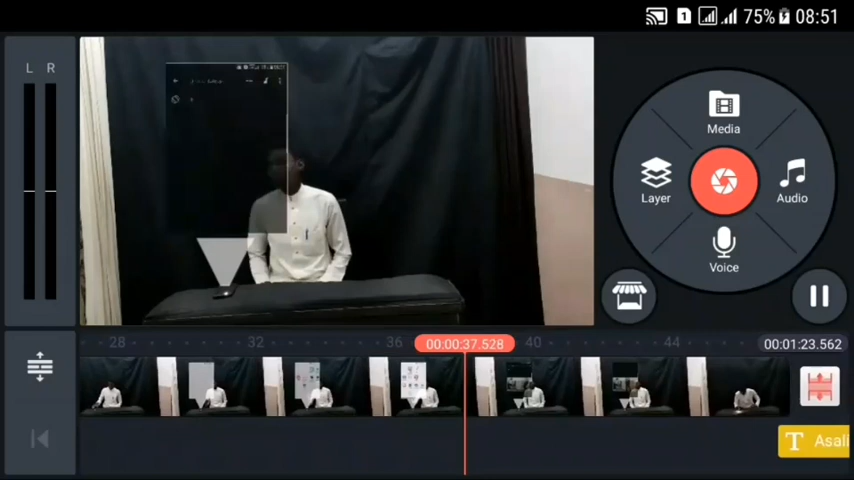 1 75% 08:51
L R
Media
Layer
Audio
Voice
28 32 36 00:00:37.528 40 44 00:01:23.562
T Asali